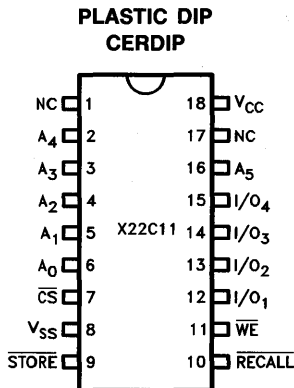 PLASTIC DIP
CERDIP
NC 1 18 VCC
A4 2 17 NC
A3 3 16 A5
A2 4 15 I/O4
A1 5 X22C11 14 I/O3
A0 6 13 I/O2
CS 7 12 I/O1
VSS 8 11 WE
STORE 9 10 RECALL